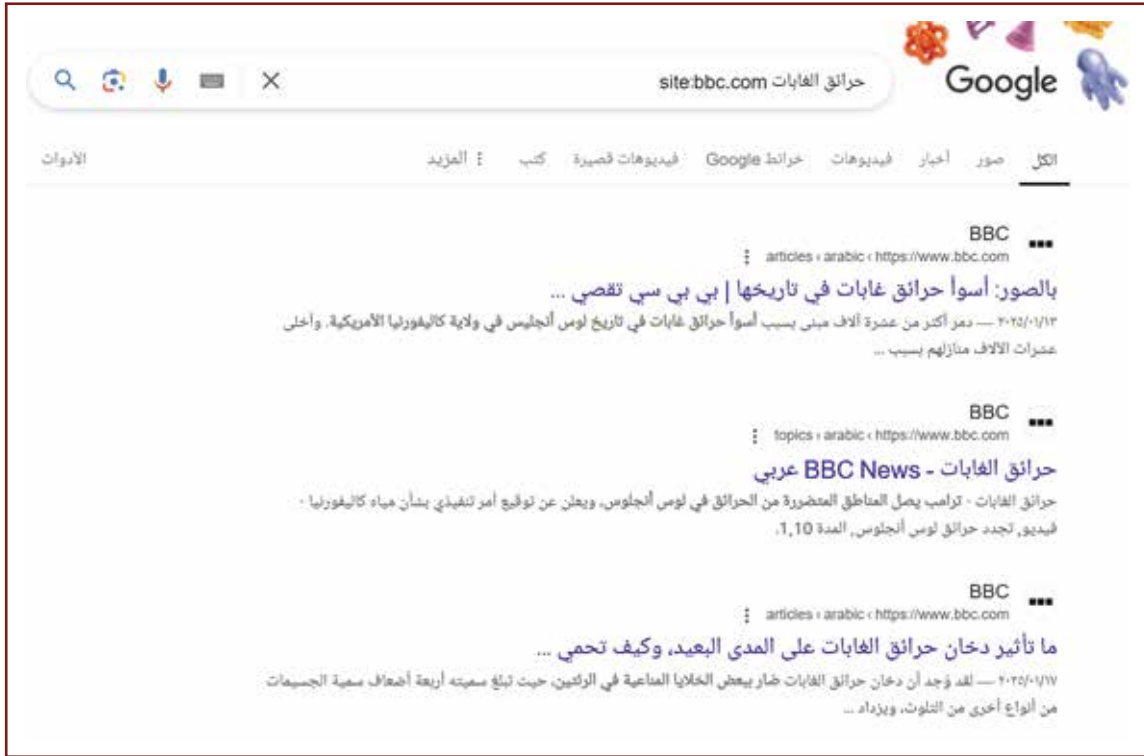 Google
حرائق الغابات site:bbc.com
الكل صور أخبار فيديوهات خرائط Google فيديوهات قصيرة كتب المزيد الأدوات
BBC
https://www.bbc.com › arabic › articles
بالصور: أسوأ حرائق غابات في تاريخها | بي بي سي تقصي ...
٢٠٢٥/٠١/١٣ — دمر أكثر من عشرة آلاف مبنى بسبب أسوأ حرائق غابات في تاريخ لوس أنجليس في ولاية كاليفورنيا الأمريكية. وأخلى
عشرات الآلاف منازلهم بسبب ...
BBC
https://www.bbc.com › arabic › topics
حرائق الغابات - BBC News عربي
حرائق الغابات · ترامب يصل المناطق المتضررة من الحرائق في لوس أنجلوس، ويعلن عن توقيع أمر تنفيذي بشأن مياه كاليفورنيا ·
فيديو, تجدد حرائق لوس أنجلوس, المدة 1,10.
BBC
https://www.bbc.com › arabic › articles
ما تأثير دخان حرائق الغابات على المدى البعيد، وكيف تحمي ...
٢٠٢٥/٠١/١٧ — لقد وُجد أن دخان حرائق الغابات ضار ببعض الخلايا المناعية في الرئتين، حيث تبلغ سميته أربعة أضعاف سمية الجسيمات
من أنواع أخرى من التلوث، ويزداد ...